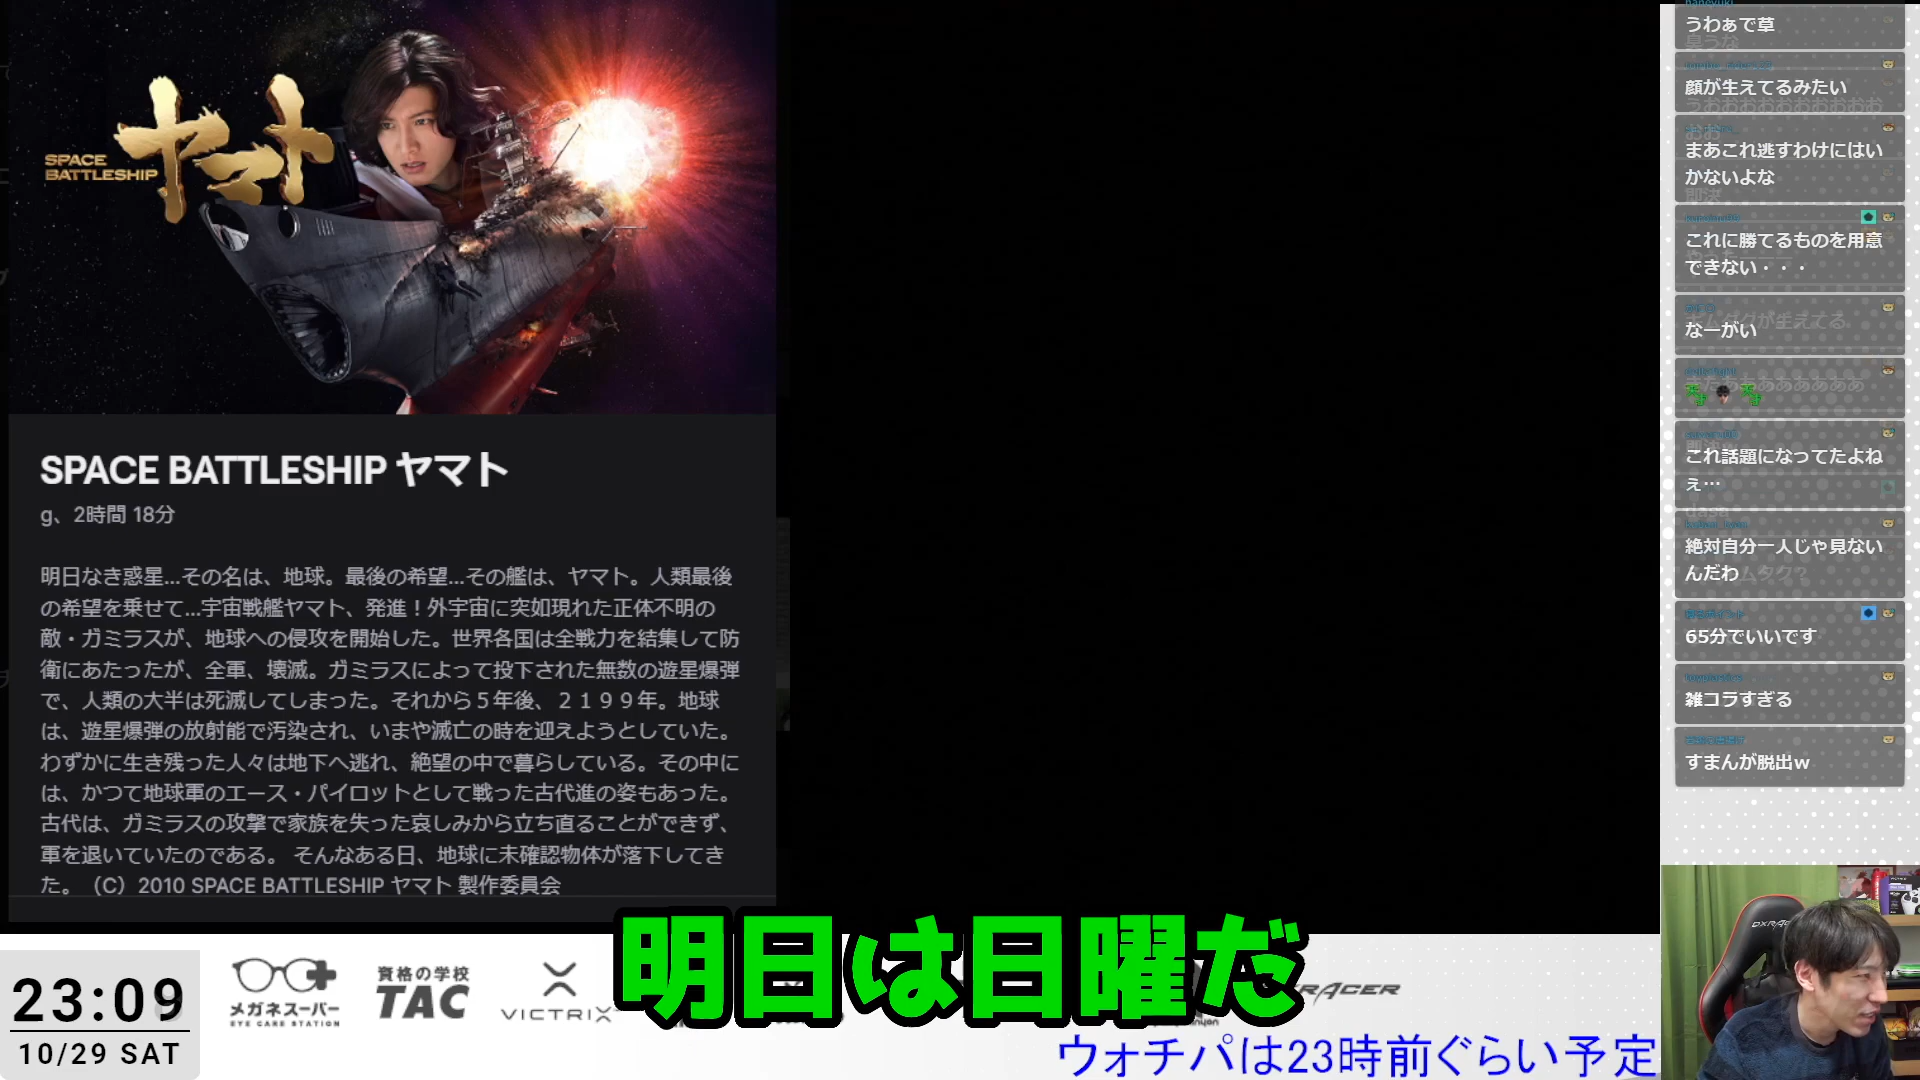 SPACE
BATTLESHIP
ヤマト
SPACE BATTLESHIP ヤマト
g、2時間 18分
明日なき惑星...その名は、地球。最後の希望...その艦は、ヤマト。人類最後
の希望を乗せて...宇宙戦艦ヤマト、発進！外宇宙に突如現れた正体不明の
敵・ガミラスが、地球への侵攻を開始した。世界各国は全戦力を結集して防
衛にあたったが、全軍、壊滅。ガミラスによって投下された無数の遊星爆弾
で、人類の大半は死滅してしまった。それから５年後、２１９９年。地球
は、遊星爆弾の放射能で汚染され、いまや滅亡の時を迎えようとしていた。
わずかに生き残った人々は地下へ逃れ、絶望の中で暮らしている。その中に
は、かつて地球軍のエース・パイロットとして戦った古代進の姿もあった。
古代は、ガミラスの攻撃で家族を失った哀しみから立ち直ることができず、
軍を退いていたのである。 そんなある日、地球に未確認物体が落下してき
た。（C）2010 SPACE BATTLESHIP ヤマト 製作委員会
うわぁで草
顔が生えてるみたい
まあこれ逃すわけにはい
かないよな
これに勝てるものを用意
できない・・・
なーがい
これ話題になってたよね
ぇ…
絶対自分一人じゃ見ない
んだわ
65分でいいです
雑コラすぎる
すまんが脱出w
明日は日曜だ
23:09
10/29 SAT
メガネスーパー
EYE CARE STATION
資格の学校
TAC
VICTRIX
RACER
ウォチパは23時前ぐらい予定